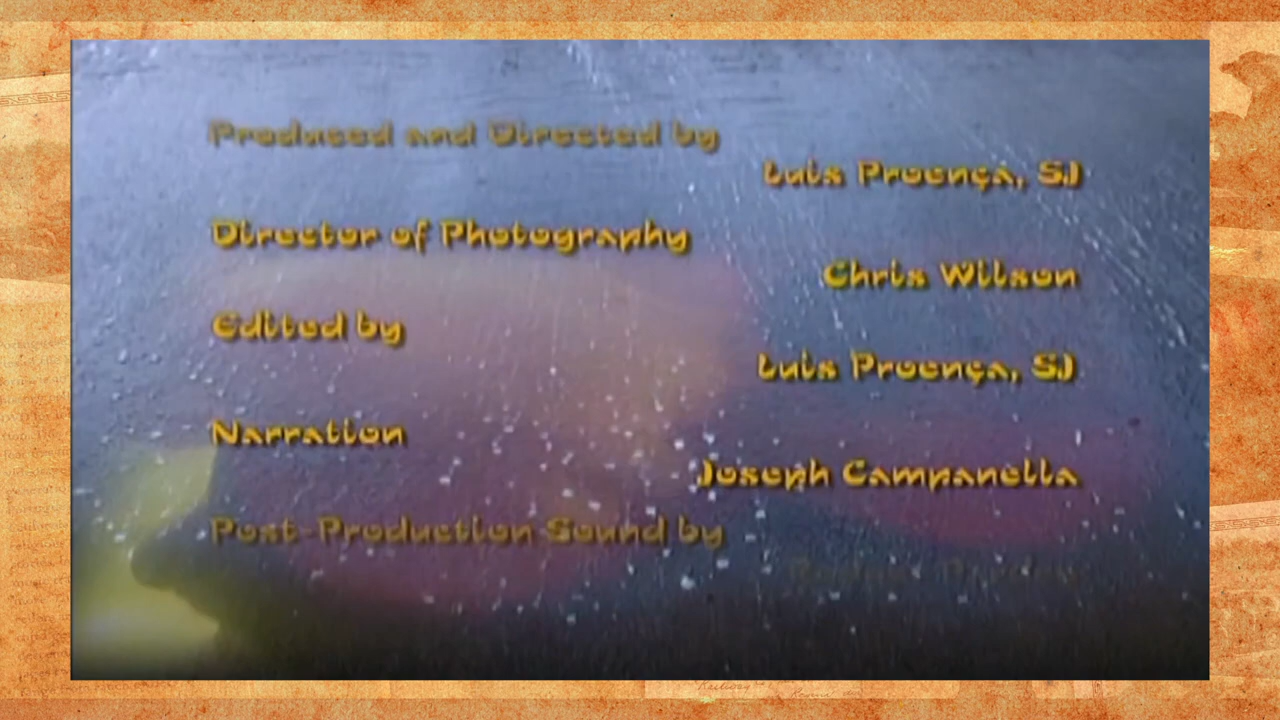 Produced and Directed by
Luis Proença, SJ
Director of Photography
Chris Wilson
Edited by
Luis Proença, SJ
Narration
Joseph Campanella
Post-Production Sound by